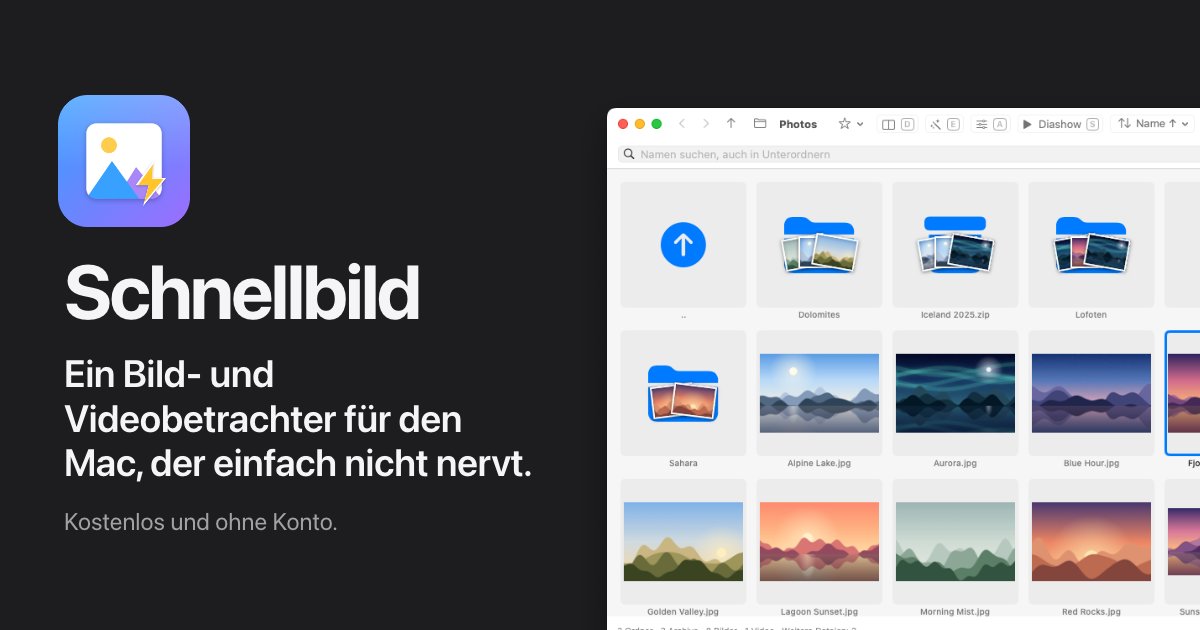 Schnellbild
Ein Bild- und
Videobetrachter für den
Mac, der einfach nicht nervt.
Kostenlos und ohne Konto.
Photos
D
E
A
Diashow S
Name
Namen suchen, auch in Unterordnern
..
Dolomites
Iceland 2025.zip
Lofoten
Sahara
Alpine Lake.jpg
Aurora.jpg
Blue Hour.jpg
Fjo
Golden Valley.jpg
Lagoon Sunset.jpg
Morning Mist.jpg
Red Rocks.jpg
Suns